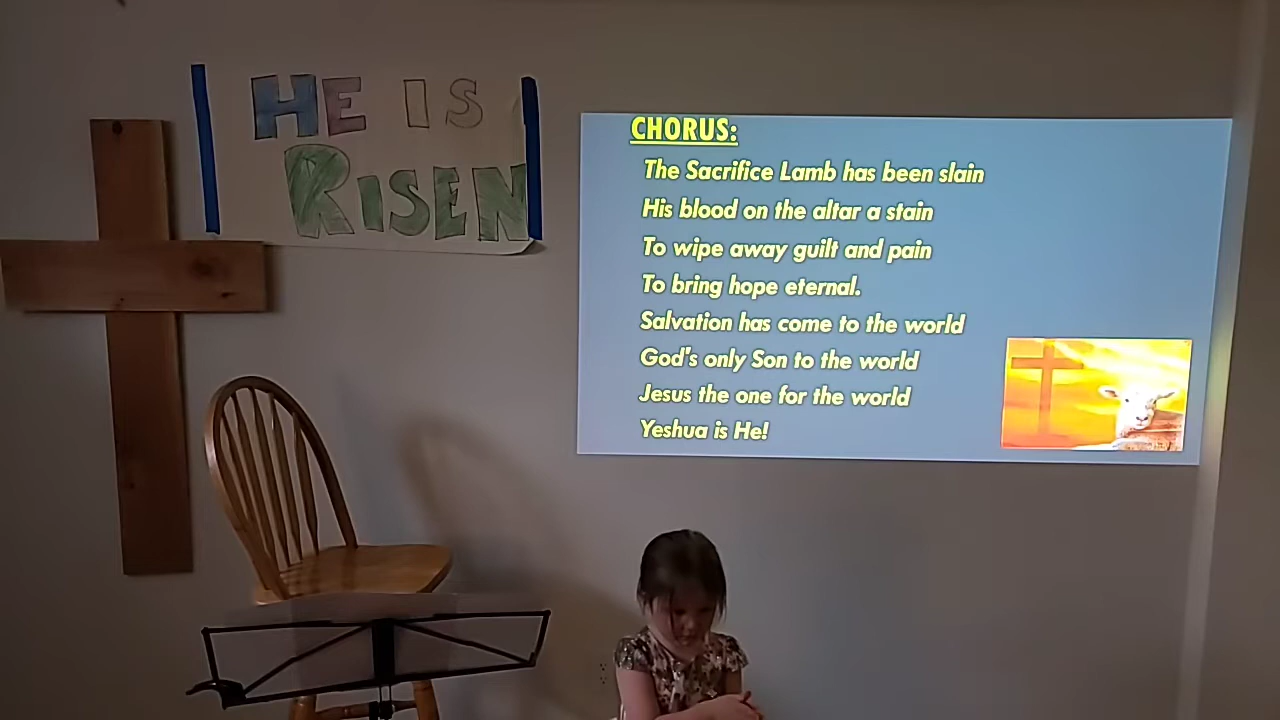 HE IS
RISEN
CHORUS:
The Sacrifice Lamb has been slain
His blood on the altar a stain
To wipe away guilt and pain
To bring hope eternal.
Salvation has come to the world
God's only Son to the world
Jesus the one for the world
Yeshua is He!